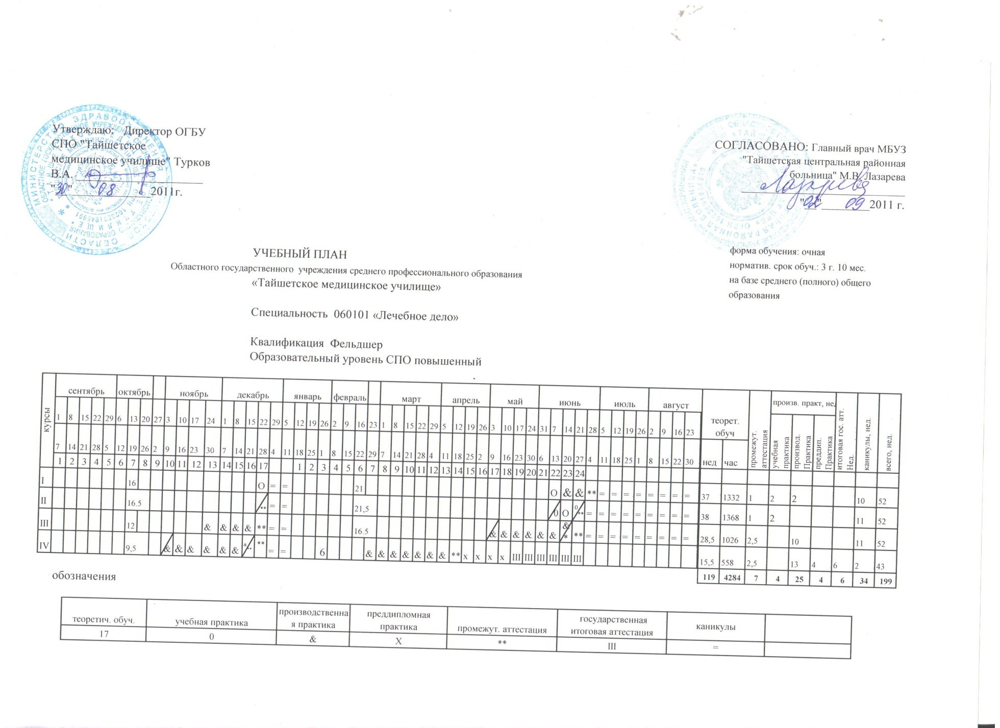 Утверждаю: Директор ОГБУ
СПО "Тайшетское
медицинское училище" Турков
В.А.
"30" 08 2011г.
СОГЛАСОВАНО: Главный врач МБУЗ
"Тайшетская центральная районная
больница" М.В. Лазарева
"02" 09 2011 г.
УЧЕБНЫЙ ПЛАН
Областного государственного учреждения среднего профессионального образования
«Тайшетское медицинское училище»
Специальность 060101 «Лечебное дело»
Квалификация Фельдшер
Образовательный уровень СПО повышенный
форма обучения: очная
норматив. срок обуч.: 3 г. 10 мес.
на базе среднего (полного) общего
образования
курсы сентябрь октябрь ноябрь декабрь январь февраль март апрель май июнь июль август теорет. обуч промежут. аттестация произв. практ, нед итоговая гос. атт. Нед. каникулы, нед. всего, нед.
учебная практика производ. Практика преддип. Практика
1 8 15 22 29 6 13 20 27 3 10 17 24 1 8 15 22 29 5 12 19 26 2 9 16 23 1 8 15 22 29 5 12 19 26 3 10 17 24 31 7 14 21 28 5 12 19 26 2 9 16 23
7 14 21 28 5 12 19 26 2 9 16 23 30 7 14 21 28 4 11 18 25 1 8 15 22 29 7 14 21 28 4 11 18 25 2 9 16 23 30 6 13 20 27 4 11 18 25 1 8 15 22 30 нед час
1 2 3 4 5 6 7 8 9 10 11 12 13 14 15 16 17 1 2 3 4 5 6 7 8 9 10 11 12 13 14 15 16 17 18 19 20 21 22 23 24
I 16 О = = 21 О & & ** = = = = = = = = 37 1332 1 2 2 10 52
II 16.5 ** = = 21,5 0 О 0 ** = = = = = = = = = 38 1368 1 2 11 52
III 12 & & & & ** = = 16.5 & & & & & & & * ** = = = = = = = = = 28,5 1026 2,5 10 11 52
IV 9,5 & & & & & & & ** ** = = 6 & & & & & & & ** х х х х III III III III III III 15,5 558 2,5 13 4 6 2 43
119 4284 7 4 25 4 6 34 199
обозначения
теоретич. обуч. учебная практика производственна
я практика преддипломная
практика промежут. аттестация государственная
итоговая аттестация каникулы
17 0 & Х ** III =